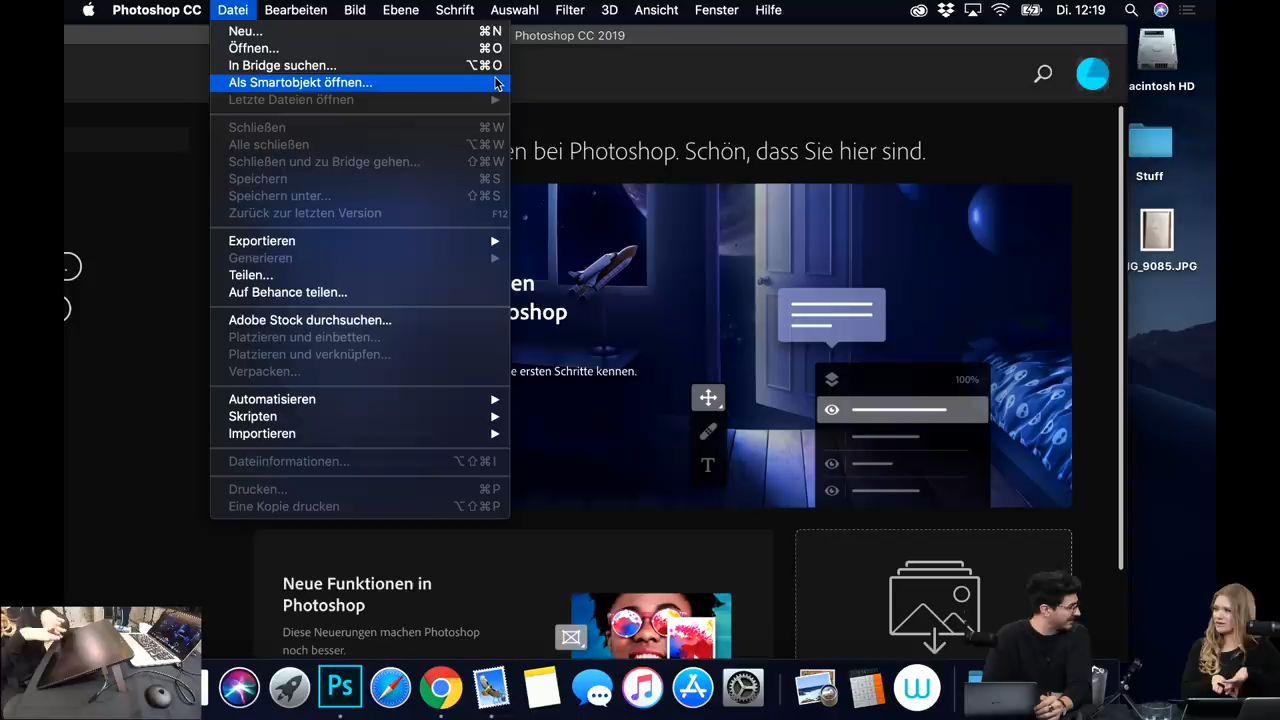 Photoshop CC Datei Bearbeiten Bild Ebene Schrift Auswahl Filter 3D Ansicht Fenster Hilfe Di. 12:19
Photoshop CC 2019
Neu... ⌘N
Öffnen... ⌘O
In Bridge suchen... ⌥⌘O
Als Smartobjekt öffnen...
Letzte Dateien öffnen ▶
Schließen ⌘W
Alle schließen ⌥⌘W
Schließen und zu Bridge gehen... ⇧⌘W
Speichern ⌘S
Speichern unter... ⇧⌘S
Zurück zur letzten Version F12
Exportieren ▶
Generieren ▶
Teilen...
Auf Behance teilen...
Adobe Stock durchsuchen...
Platzieren und einbetten...
Platzieren und verknüpfen...
Verpacken...
Automatisieren ▶
Skripten ▶
Importieren ▶
Dateiinformationen... ⌥⇧⌘I
Drucken... ⌘P
Eine Kopie drucken ⌥⇧⌘P
en bei Photoshop. Schön, dass Sie hier sind.
en
oshop
e ersten Schritte kennen.
100%
T
Neue Funktionen in
Photoshop
Diese Neuerungen machen Photoshop
noch besser.
acintosh HD
Stuff
G_9085.JPG
Ps
W